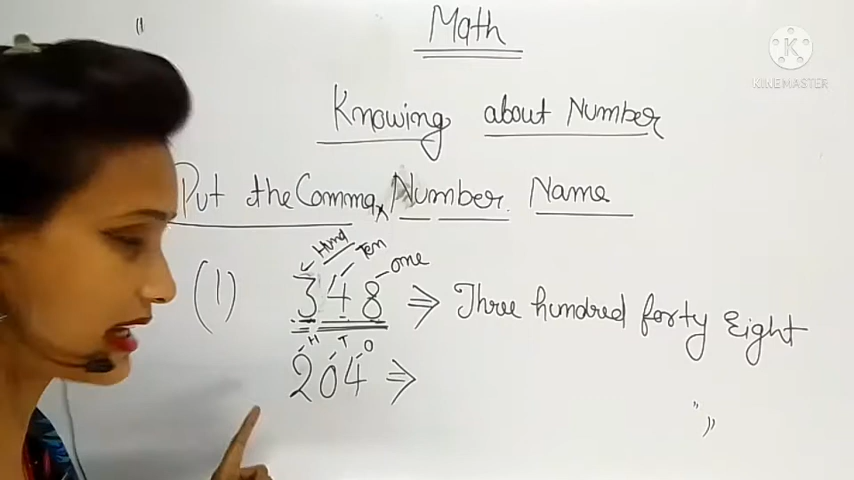 Math
K
KINEMASTER
Knowing about Number
Put the Comma, Number Name
Hund Ten One
(1) 348 ⇒ Three hundred forty Eight
H T O
204 ⇒